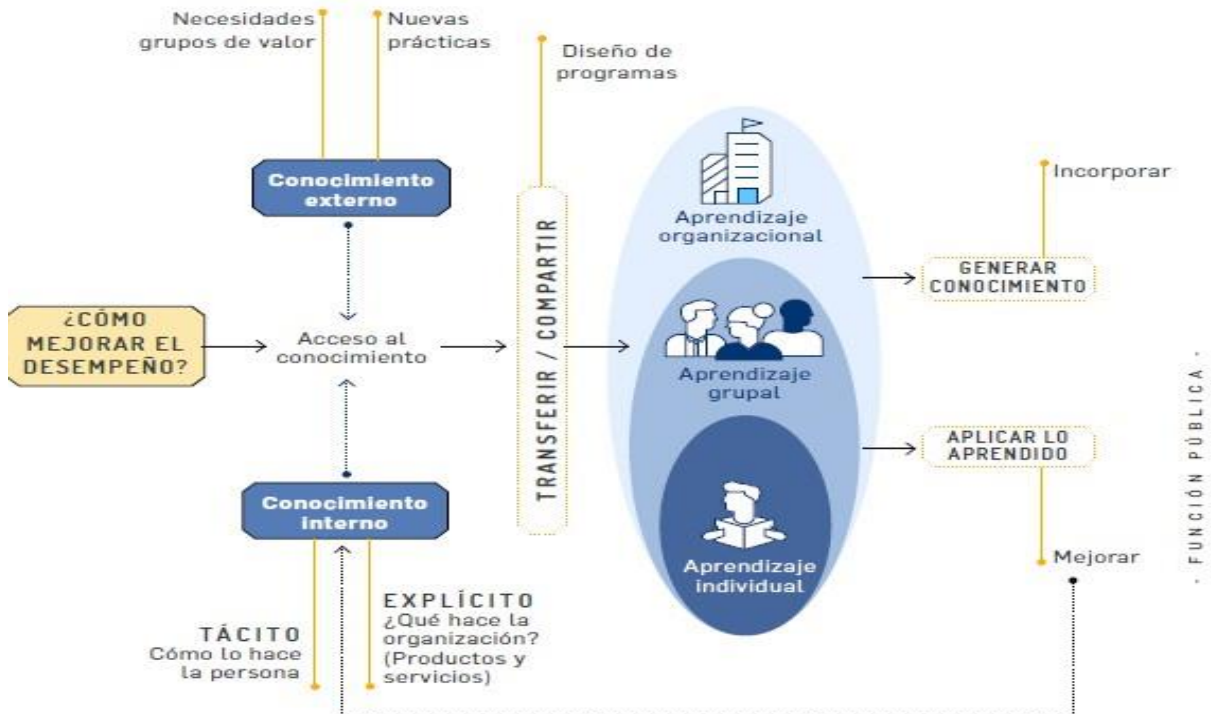 Necesidades
grupos de valor
Nuevas
prácticas
Diseño de
programas
Conocimiento
externo
¿CÓMO
MEJORAR EL
DESEMPEÑO?
Acceso al
conocimiento
TRANSFERIR / COMPARTIR
Aprendizaje
organizacional
Aprendizaje
grupal
Aprendizaje
individual
Incorporar
GENERAR
CONOCIMIENTO
APLICAR LO
APRENDIDO
Mejorar
Conocimiento
interno
TÁCITO
Cómo lo hace
la persona
EXPLÍCITO
¿Qué hace la
organización?
(Productos y
servicios)
· FUNCIÓN PÚBLICA ·